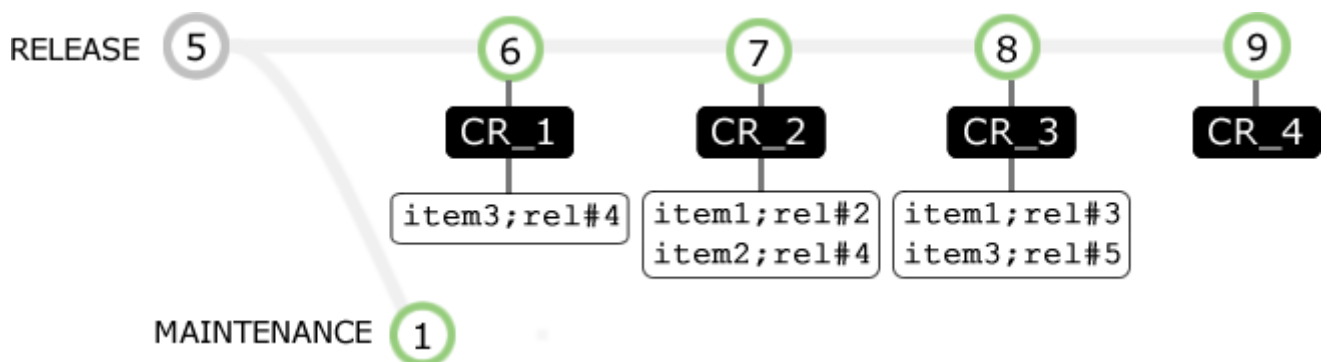 RELEASE 5 6 7 8 9
CR_1 CR_2 CR_3 CR_4
item3;rel#4 item1;rel#2 item1;rel#3
item2;rel#4 item3;rel#5
MAINTENANCE 1